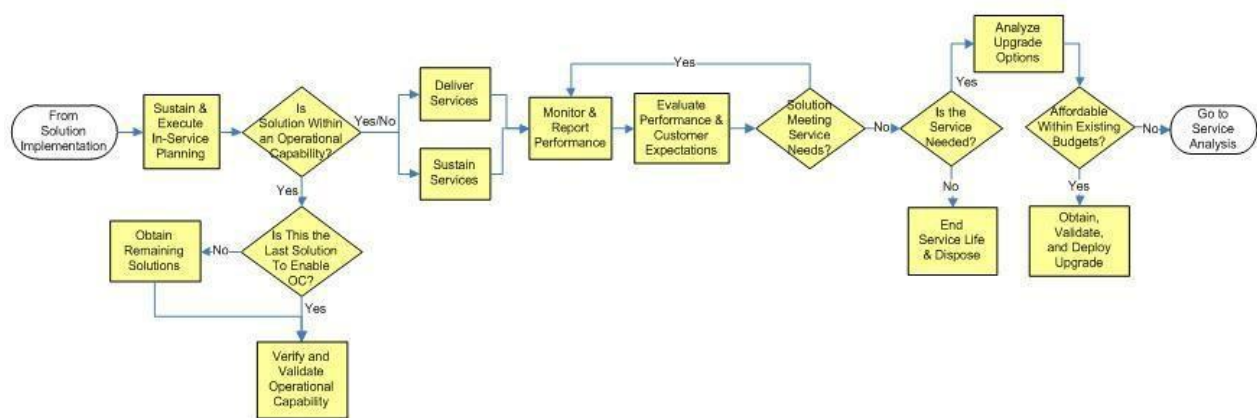 From
Solution
Implementation
Sustain &
Execute
In-Service
Planning
Is
Solution Within
an Operational
Capability?
Yes/No
Yes
Is This the
Last Solution
To Enable
OC?
No
Obtain
Remaining
Solutions
Yes
Verify and
Validate
Operational
Capability
Deliver
Services
Sustain
Services
Monitor &
Report
Performance
Evaluate
Performance &
Customer
Expectations
Solution
Meeting
Service
Needs?
Yes
No
Is the
Service
Needed?
Yes
No
End
Service Life
& Dispose
Analyze
Upgrade
Options
Affordable
Within Existing
Budgets?
No
Yes
Obtain,
Validate,
and Deploy
Upgrade
Go to
Service
Analysis